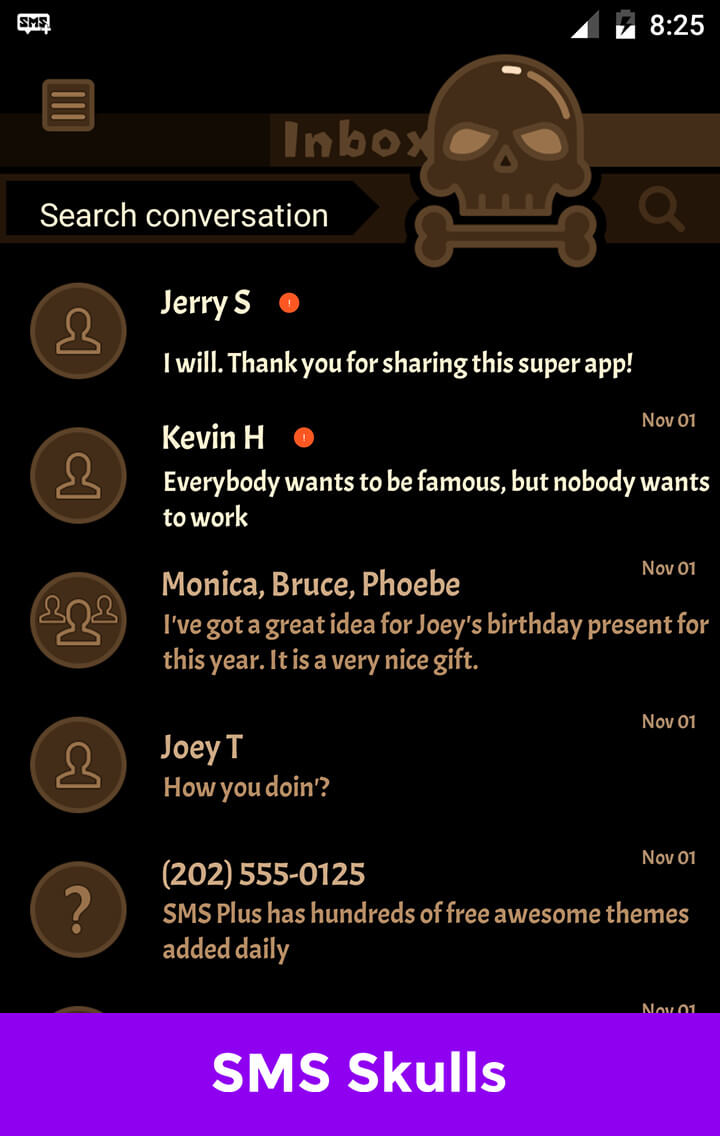 SMS
8:25
Inbox
Search conversation
Jerry S !
I will. Thank you for sharing this super app!
Nov 01
Kevin H !
Everybody wants to be famous, but nobody wants
to work
Nov 01
Monica, Bruce, Phoebe
I've got a great idea for Joey's birthday present for
this year. It is a very nice gift.
Nov 01
Joey T
How you doin'?
Nov 01
(202) 555-0125
?
SMS Plus has hundreds of free awesome themes
added daily
Nov 01
SMS Skulls